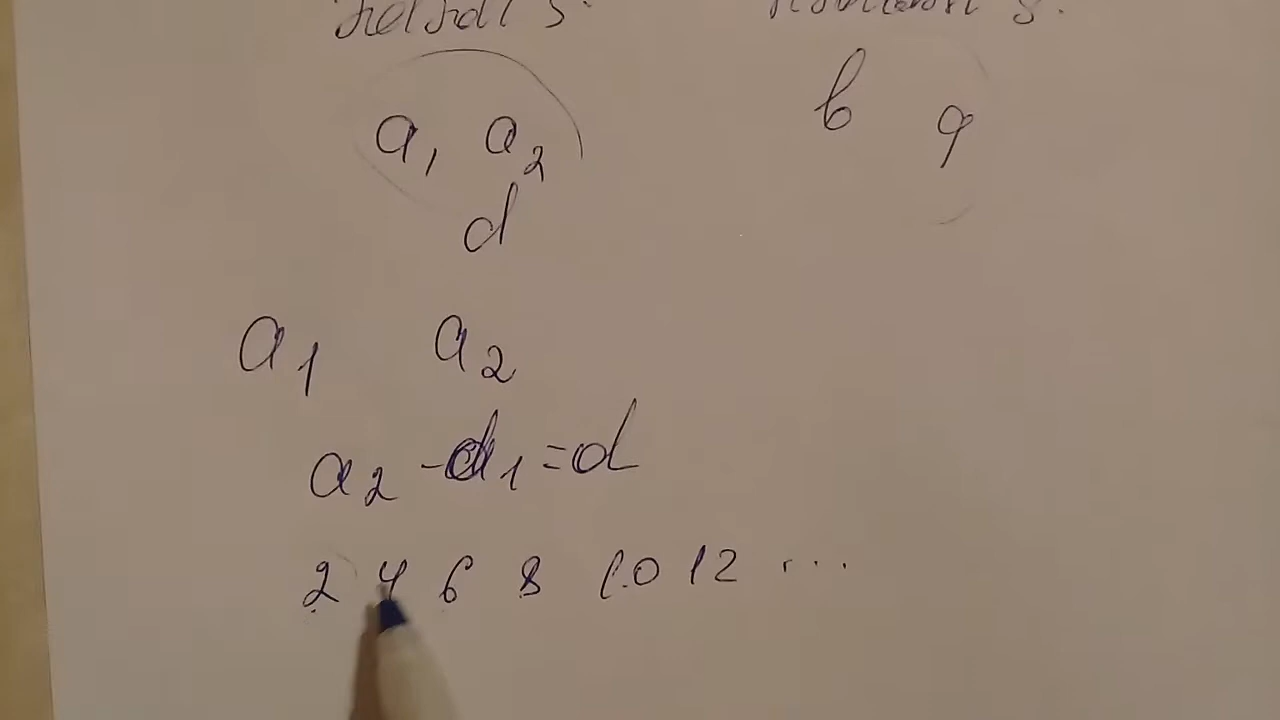 a₁ a₂
b q
d
a₁ a₂
a₂ - a₁ = d
2 4 6 8 10 12 ...